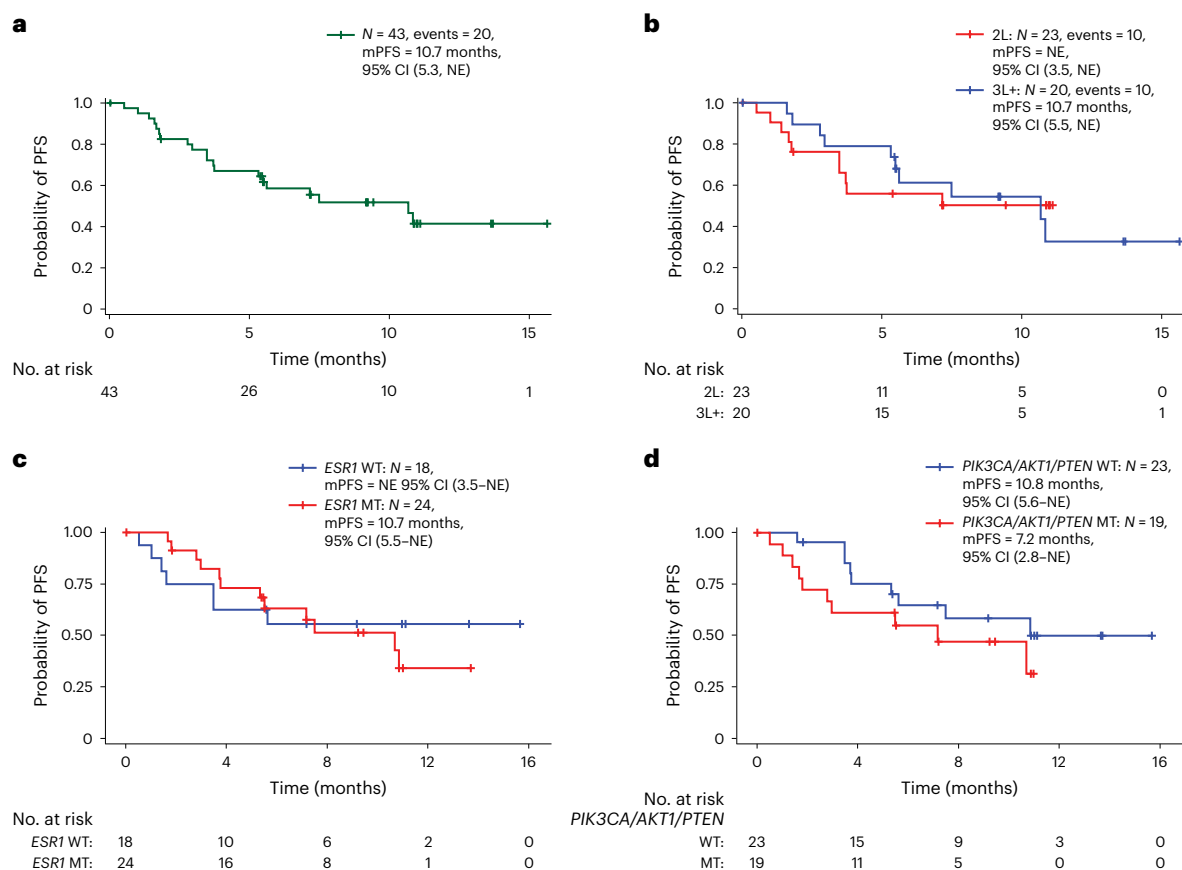 a
N = 43, events = 20,
mPFS = 10.7 months,
95% CI (5.3, NE)
Probability of PFS
1.0
0.8
0.6
0.4
0.2
0
0 5 10 15
Time (months)
No. at risk
43 26 10 1
b
2L: N = 23, events = 10,
mPFS = NE,
95% CI (3.5, NE)
3L+: N = 20, events = 10,
mPFS = 10.7 months,
95% CI (5.5, NE)
Probability of PFS
1.0
0.8
0.6
0.4
0.2
0
0 5 10 15
Time (months)
No. at risk
2L: 23 11 5 0
3L+: 20 15 5 1
c
ESR1 WT: N = 18,
mPFS = NE 95% CI (3.5–NE)
ESR1 MT: N = 24,
mPFS = 10.7 months,
95% CI (5.5–NE)
Probability of PFS
1.00
0.75
0.50
0.25
0
0 4 8 12 16
Time (months)
No. at risk
ESR1 WT: 18 10 6 2 0
ESR1 MT: 24 16 8 1 0
d
PIK3CA/AKT1/PTEN WT: N = 23,
mPFS = 10.8 months,
95% CI (5.6–NE)
PIK3CA/AKT1/PTEN MT: N = 19,
mPFS = 7.2 months,
95% CI (2.8–NE)
Probability of PFS
1.00
0.75
0.50
0.25
0
0 4 8 12 16
Time (months)
No. at risk
PIK3CA/AKT1/PTEN
WT: 23 15 9 3 0
MT: 19 11 5 0 0